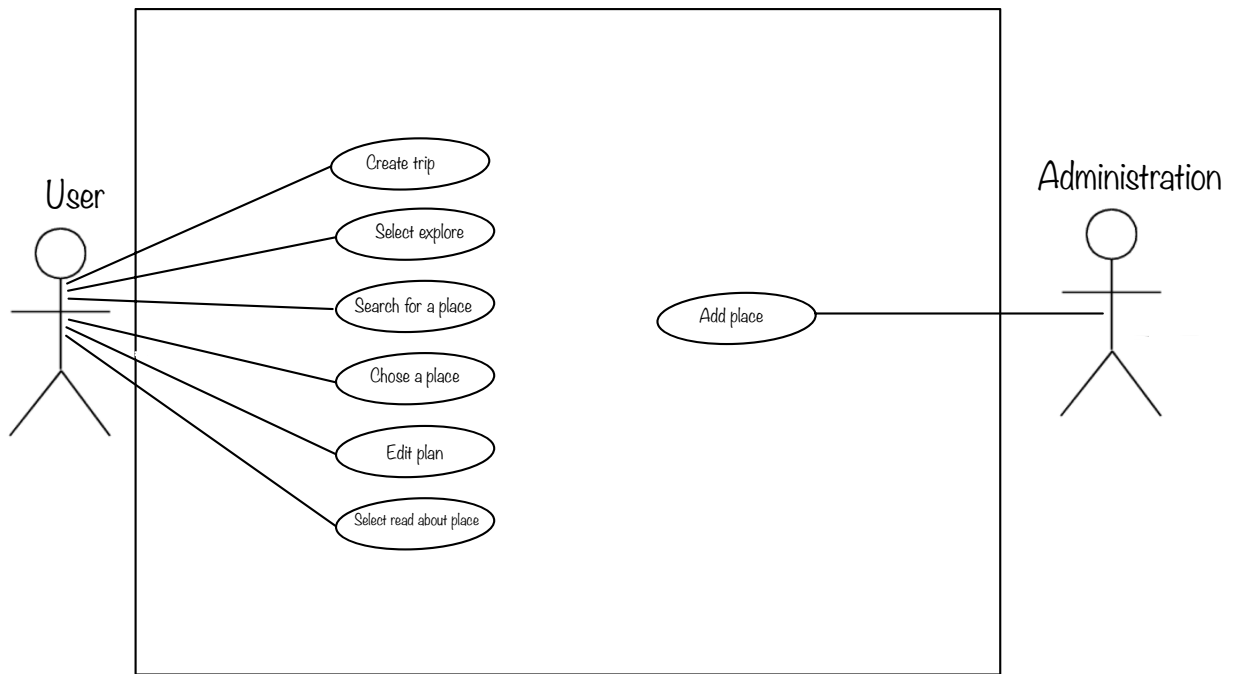 User
Administration
Create trip
Select explore
Search for a place
Add place
Chose a place
Edit plan
Select read about place